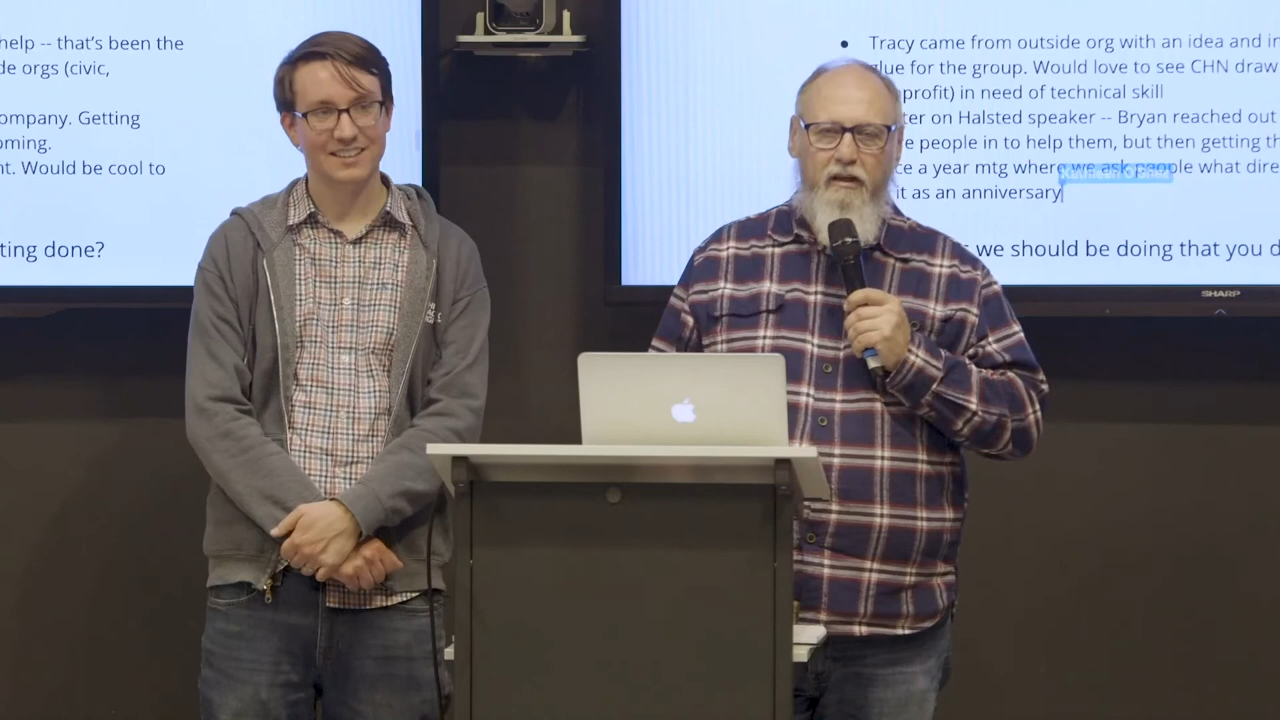 help -- that's been the
de orgs (civic,
ompany. Getting
oming.
nt. Would be cool to
ting done?
• Tracy came from outside org with an idea and in
glue for the group. Would love to see CHN draw
profit) in need of technical skill
ter on Halsted speaker -- Bryan reached out
e people in to help them, but then getting th
ce a year mtg where we ask people what dire
Kathleen O'Brien
it as an anniversary
s we should be doing that you d
SHARP